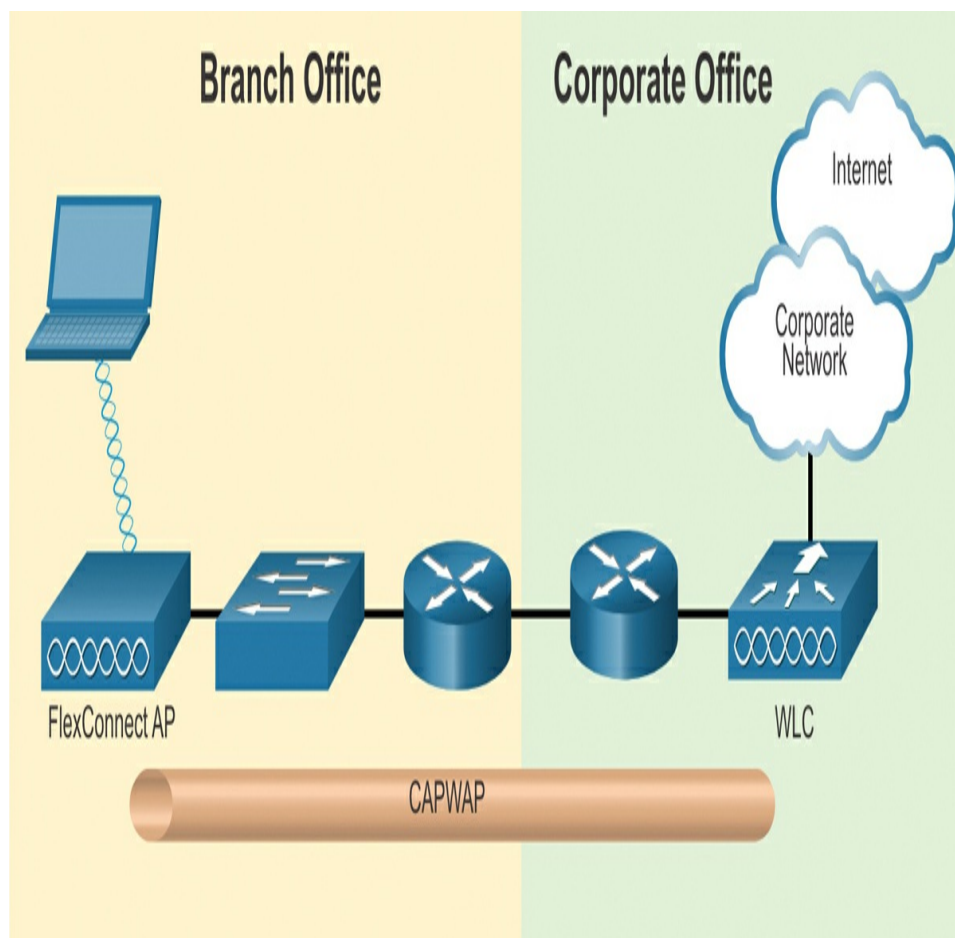 Branch Office
Corporate Office
Internet
Corporate
Network
FlexConnect AP
WLC
CAPWAP